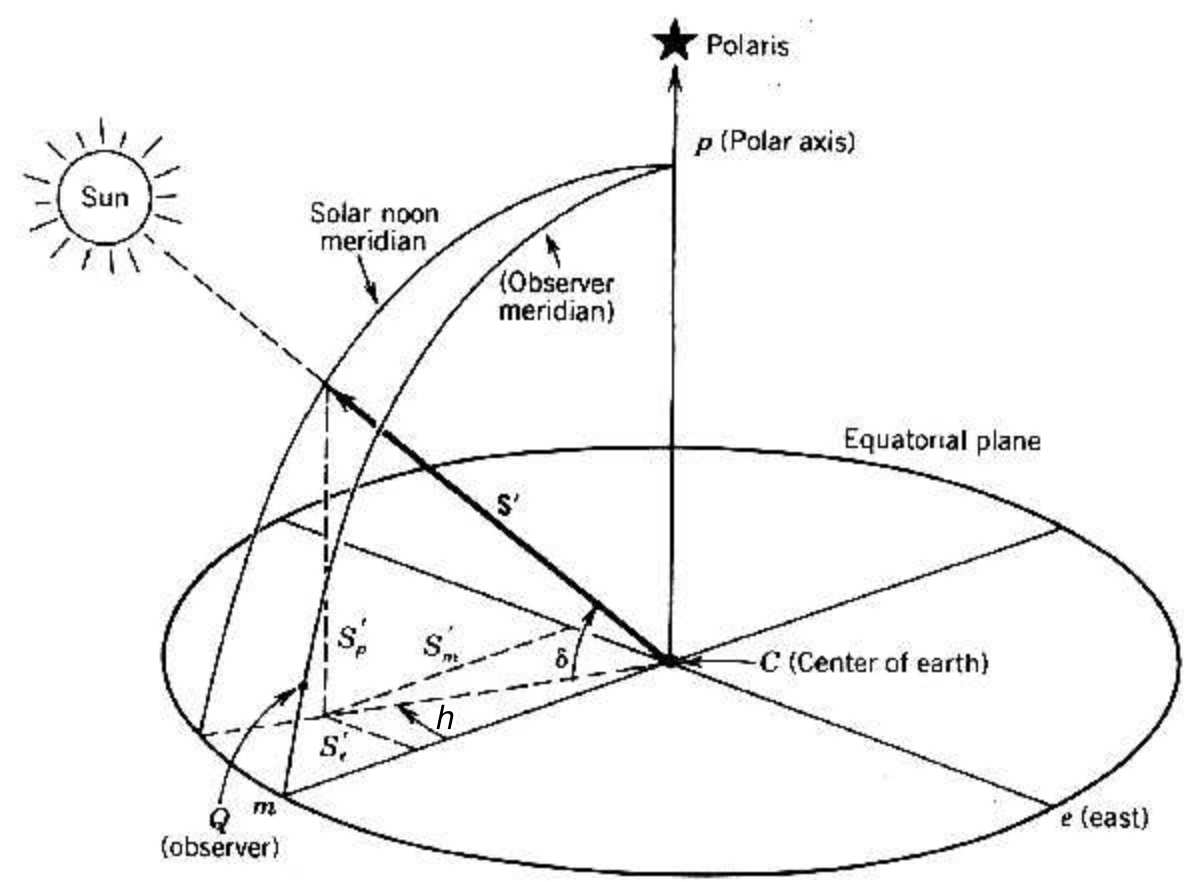 Polaris
p (Polar axis)
Sun
Solar noon
meridian
(Observer
meridian)
Equatorial plane
S′
S′p
S′m
δ
C (Center of earth)
h
S′e
m
Q
(observer)
e (east)